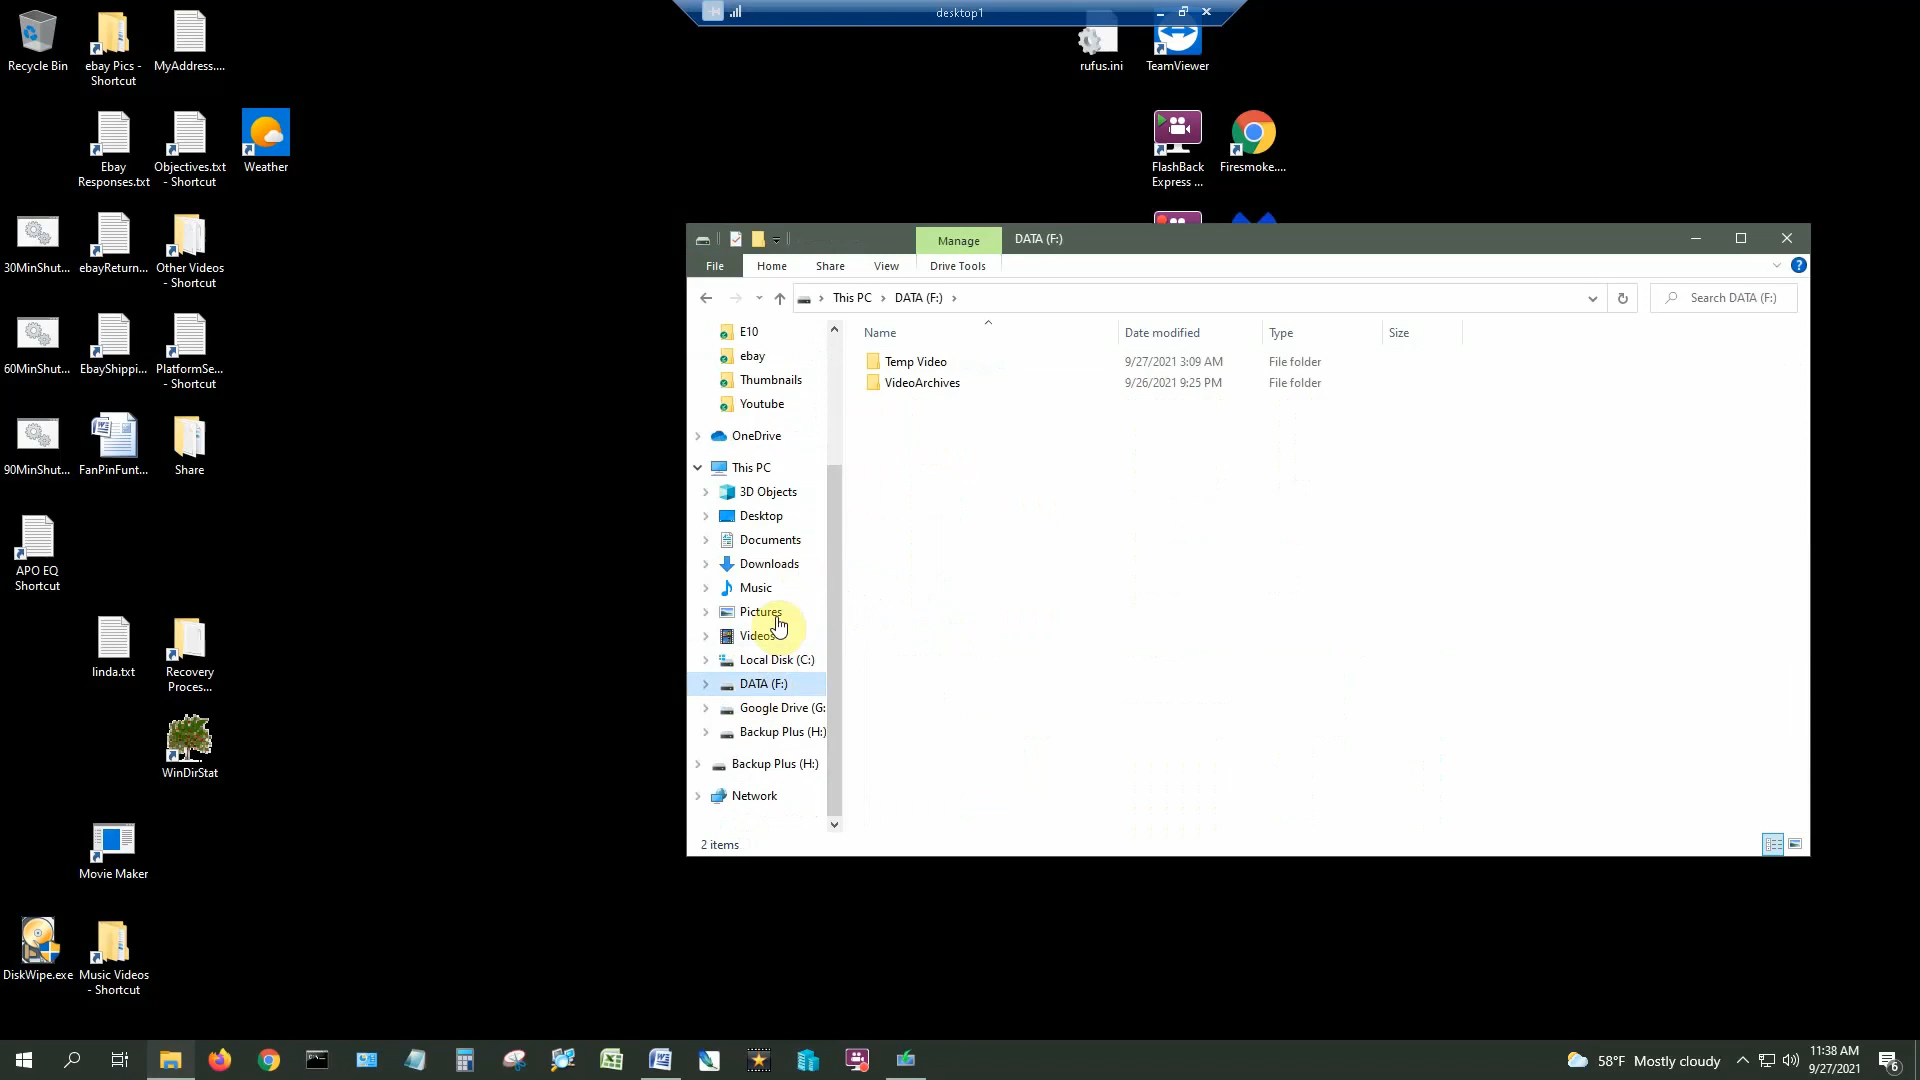 desktop1
Recycle Bin
ebay Pics -
Shortcut
MyAddress....
rufus.ini
TeamViewer
Ebay
Responses.txt
Objectives.txt
- Shortcut
Weather
FlashBack
Express ...
Firesmoke....
30MinShut...
ebayReturn...
Other Videos
- Shortcut
60MinShut...
EbayShippi...
PlatformSe...
- Shortcut
90MinShut...
FanPinFunt...
Share
APO EQ
Shortcut
linda.txt
Recovery
Proces...
WinDirStat
Movie Maker
DiskWipe.exe
Music Videos
- Shortcut
Manage
DATA (F:)
File
Home
Share
View
Drive Tools
This PC
DATA (F:)
Search DATA (F:)
E10
ebay
Thumbnails
Youtube
OneDrive
This PC
3D Objects
Desktop
Documents
Downloads
Music
Pictures
Videos
Local Disk (C:)
DATA (F:)
Google Drive (G:
Backup Plus (H:)
Backup Plus (H:)
Network
Name
Date modified
Type
Size
Temp Video
9/27/2021 3:09 AM
File folder
VideoArchives
9/26/2021 9:25 PM
File folder
2 items
58°F Mostly cloudy
11:38 AM
9/27/2021
6